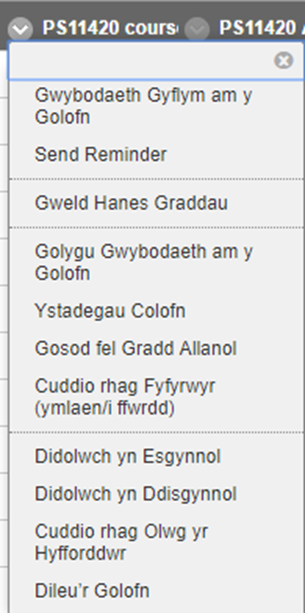 PS11420 cours
PS11420
Gwybodaeth Gyflym am y
Golofn
Send Reminder
Gweld Hanes Graddau
Golygu Gwybodaeth am y
Golofn
Ystadegau Colofn
Gosod fel Gradd Allanol
Cuddio rhag Fyfyrwyr
(ymlaen/i ffwrdd)
Didolwch yn Esgynnol
Didolwch yn Ddisgynnol
Cuddio rhag Olwg yr
Hyfforddwr
Dileu'r Golofn